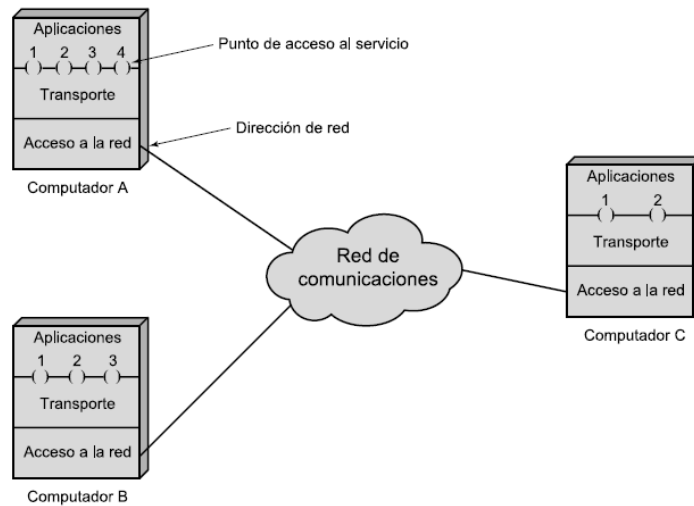 Aplicaciones
1 2 3 4
Punto de acceso al servicio
Transporte
Acceso a la red
Dirección de red
Computador A
Red de
comunicaciones
Aplicaciones
1 2
Transporte
Acceso a la red
Computador C
Aplicaciones
1 2 3
Transporte
Acceso a la red
Computador B